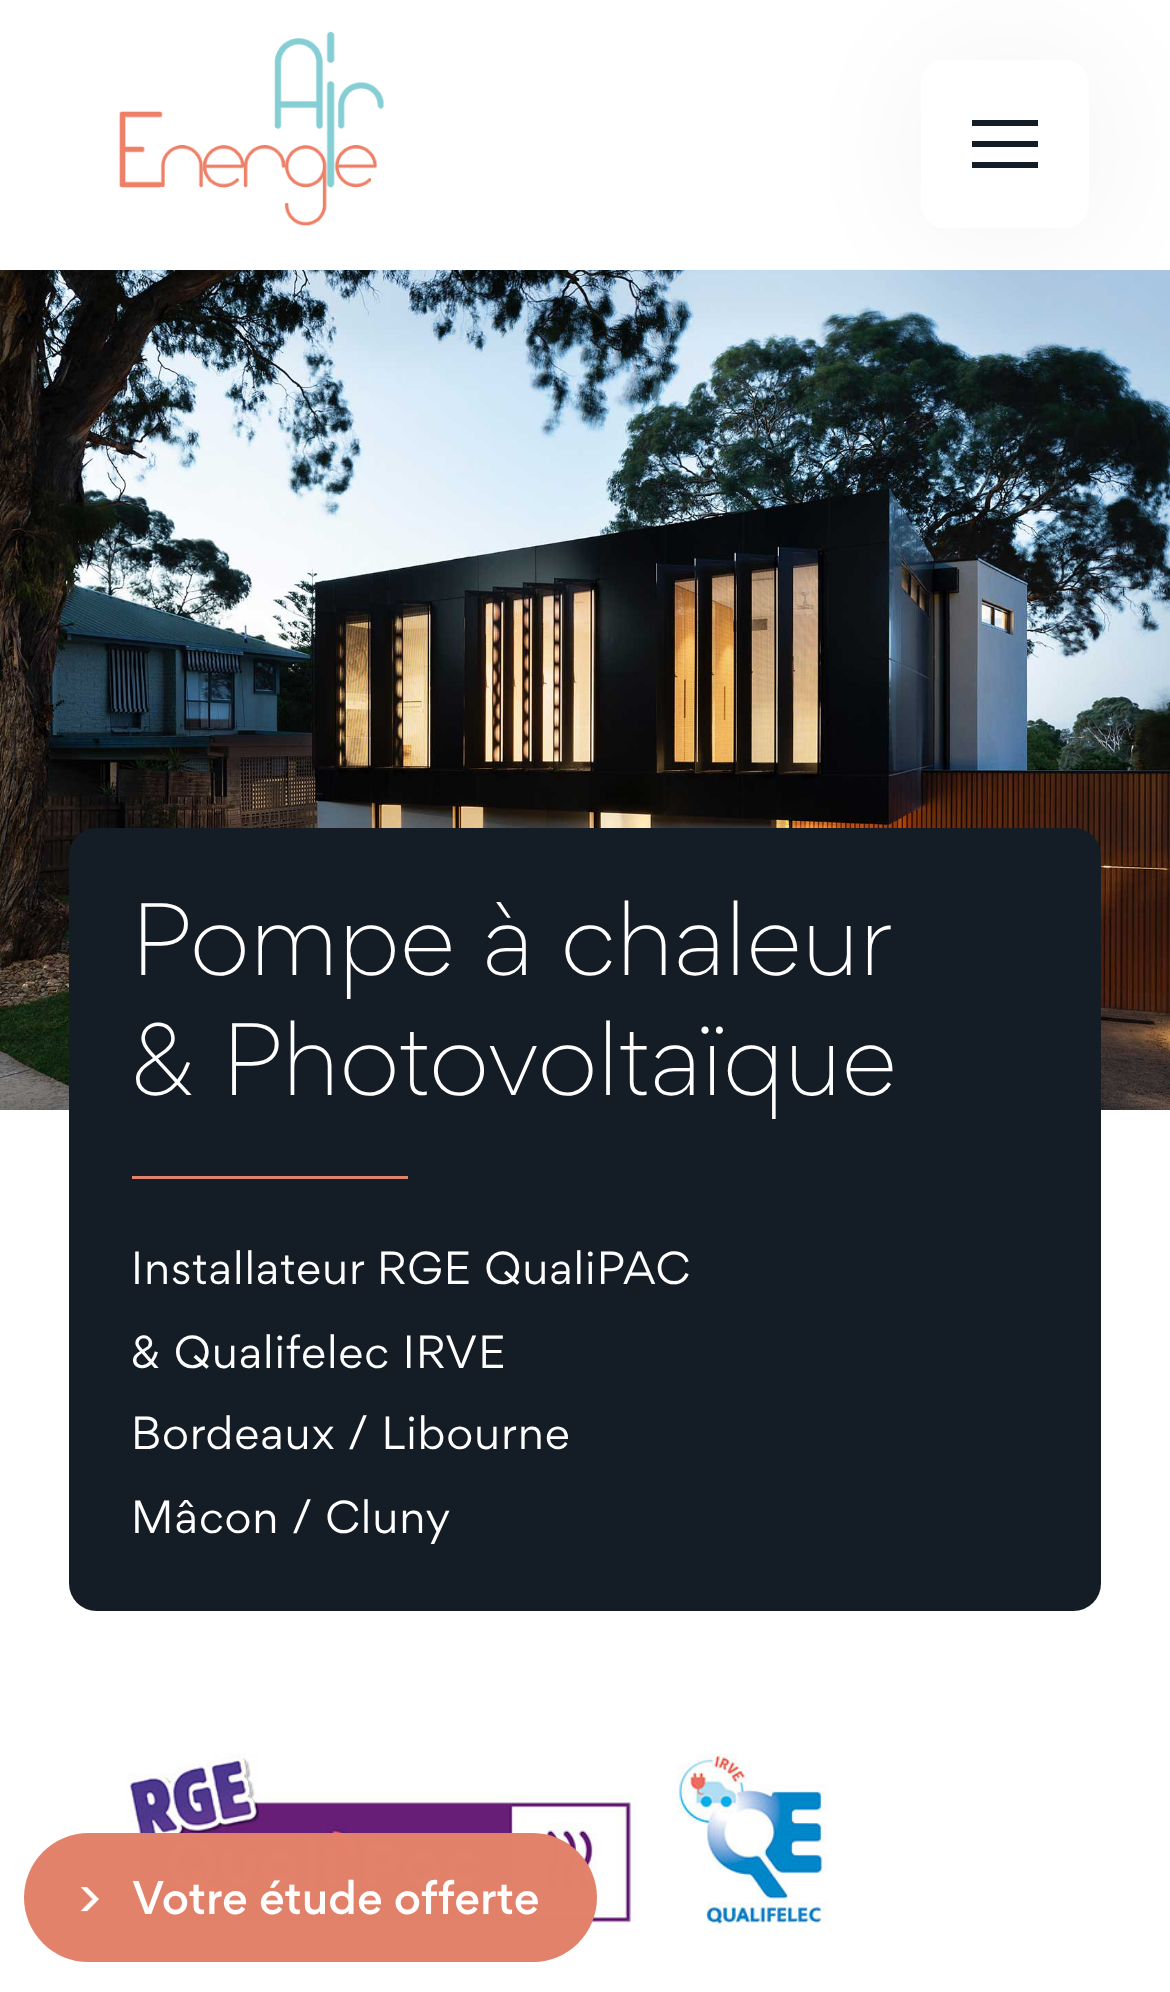 Air
Energie
Pompe à chaleur
& Photovoltaïque
Installateur RGE QualiPAC
& Qualifelec IRVE
Bordeaux / Libourne
Mâcon / Cluny
RGE
IRVE
QE
QUALIFELEC
Votre étude offerte